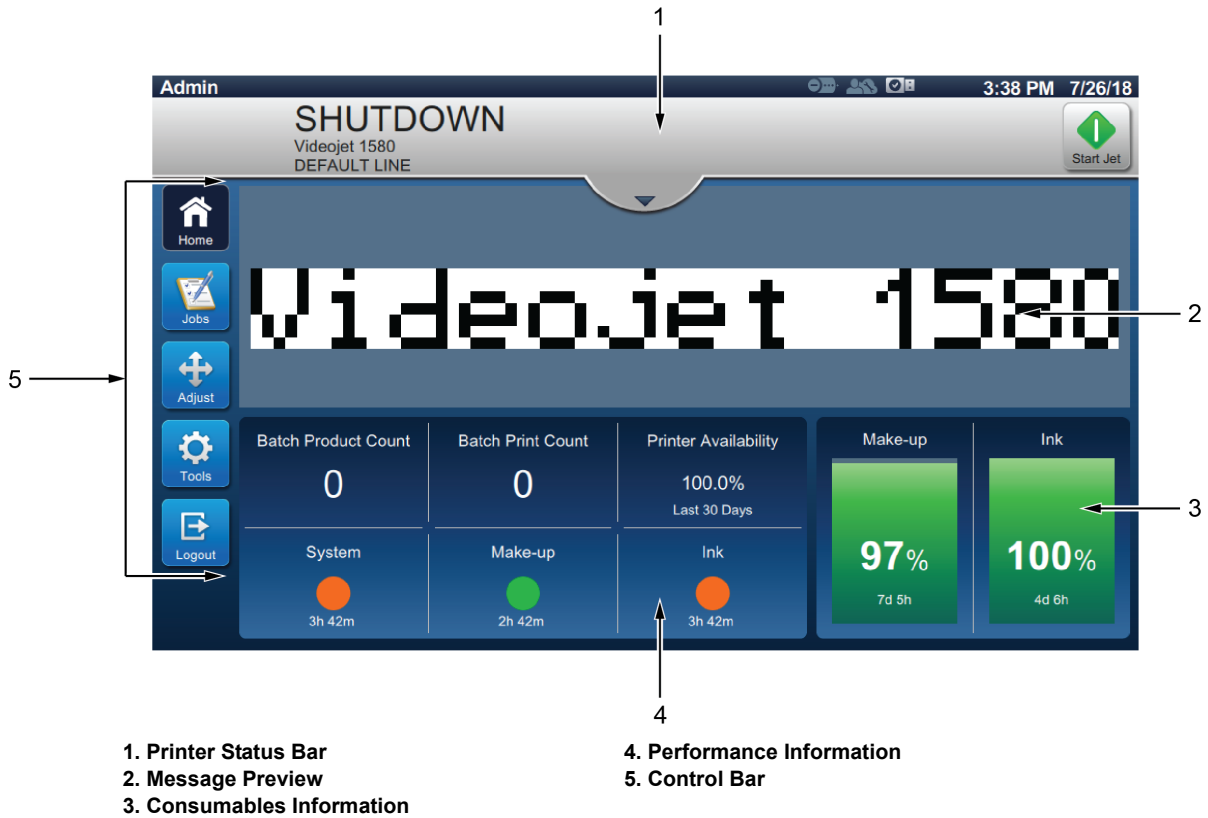 1
Admin
3:38 PM 7/26/18
SHUTDOWN
Videojet 1580
DEFAULT LINE
Start Jet
Home
Jobs
Adjust
Tools
Logout
Videojet 1580
2
5
Batch Product Count
0
Batch Print Count
0
Printer Availability
100.0%
Last 30 Days
System
3h 42m
Make-up
2h 42m
Ink
3h 42m
Make-up
97%
7d 5h
Ink
100%
4d 6h
3
4
1. Printer Status Bar
2. Message Preview
3. Consumables Information
4. Performance Information
5. Control Bar